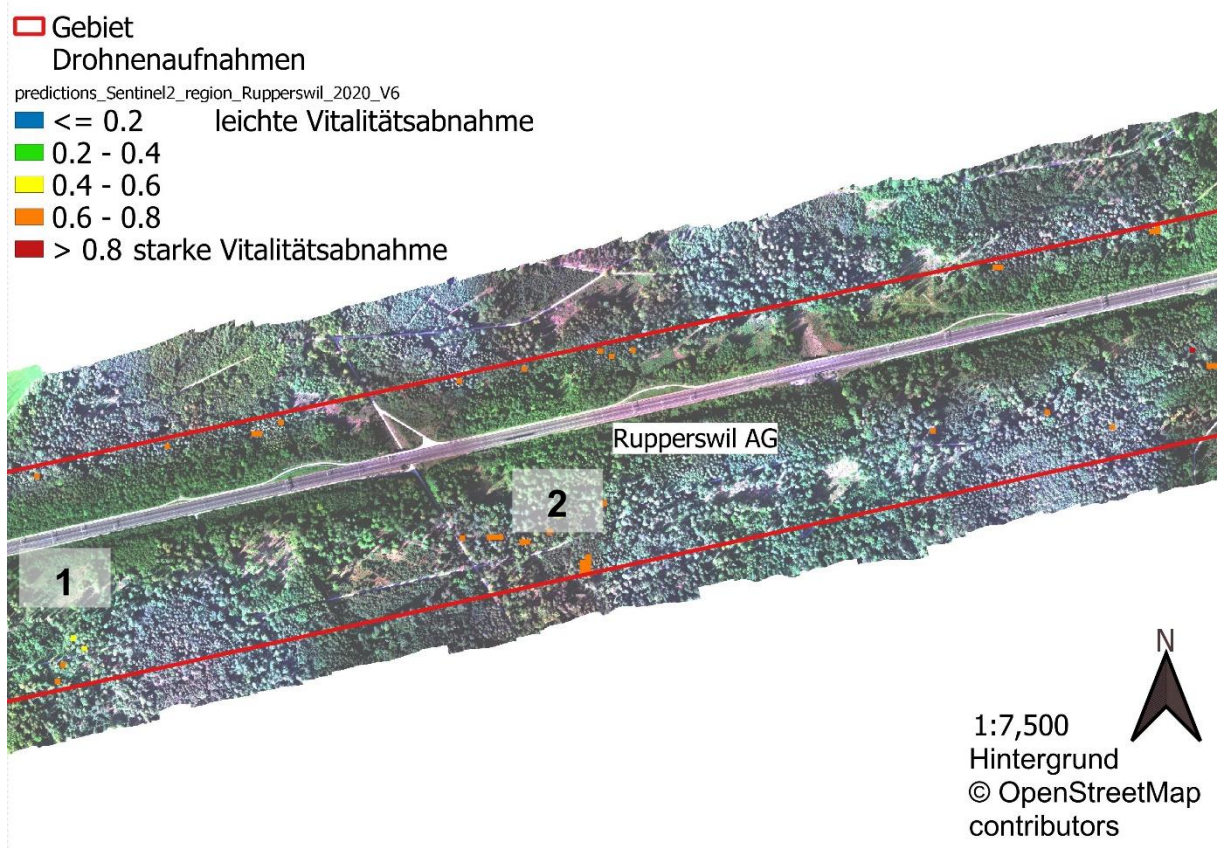 Gebiet
Drohnenaufnahmen
predictions_Sentinel2_region_Rupperswil_2020_V6
<= 0.2 leichte Vitalitätsabnahme
0.2 - 0.4
0.4 - 0.6
0.6 - 0.8
> 0.8 starke Vitalitätsabnahme
Rupperswil AG
2
1
N
1:7,500
Hintergrund
© OpenStreetMap
contributors